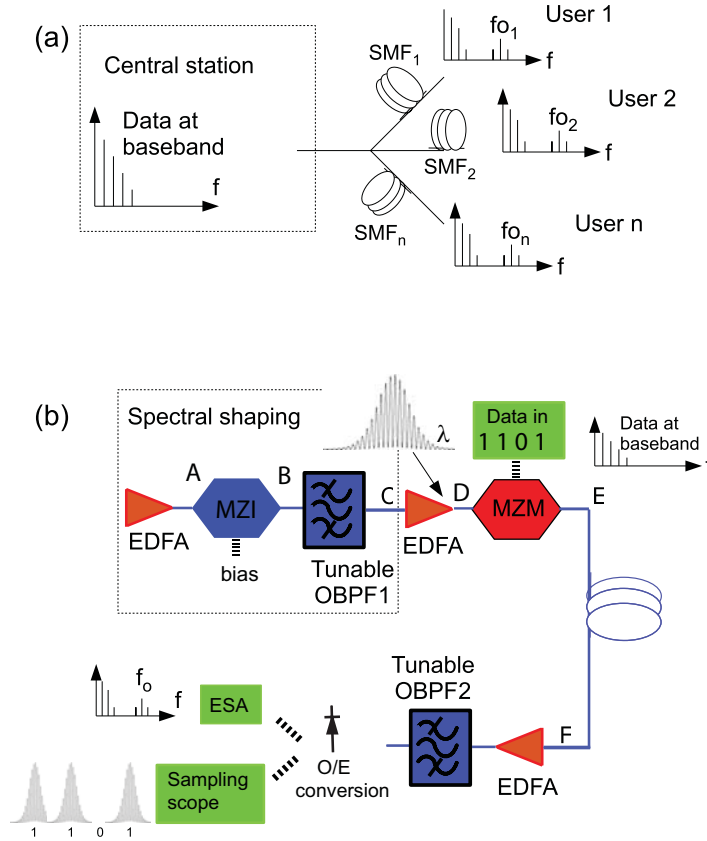 (a)
Central station
Data at
baseband
f
SMF1
SMF2
SMFn
User 1
fo1
f
User 2
fo2
f
User n
fon
f
(b)
Spectral shaping
λ
Data in
1 1 0 1
Data at
baseband
A
B
C
D
E
MZI
MZM
EDFA
EDFA
bias
Tunable
OBPF1
Tunable
OBPF2
F
EDFA
fo
f
ESA
O/E
conversion
Sampling
scope
1 1 0 1